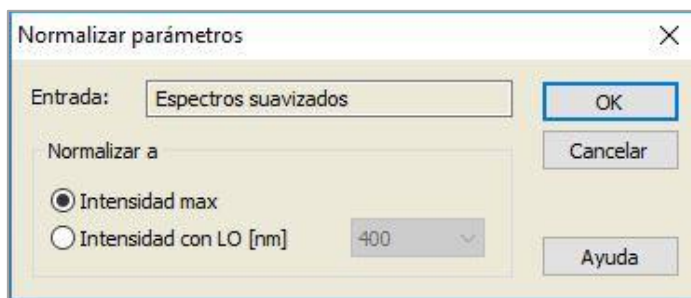 Normalizar parámetros
Entrada: Espectros suavizados
OK
Normalizar a
Cancelar
Intensidad max
Intensidad con LO [nm] 400
Ayuda